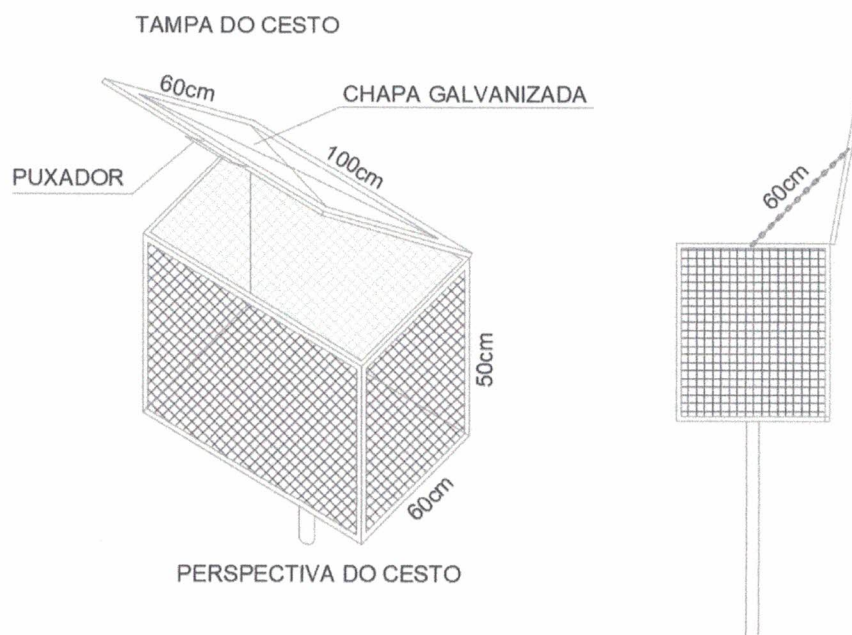 TAMPA DO CESTO
60cm
CHAPA GALVANIZADA
100cm
PUXADOR
60cm
50cm
60cm
PERSPECTIVA DO CESTO